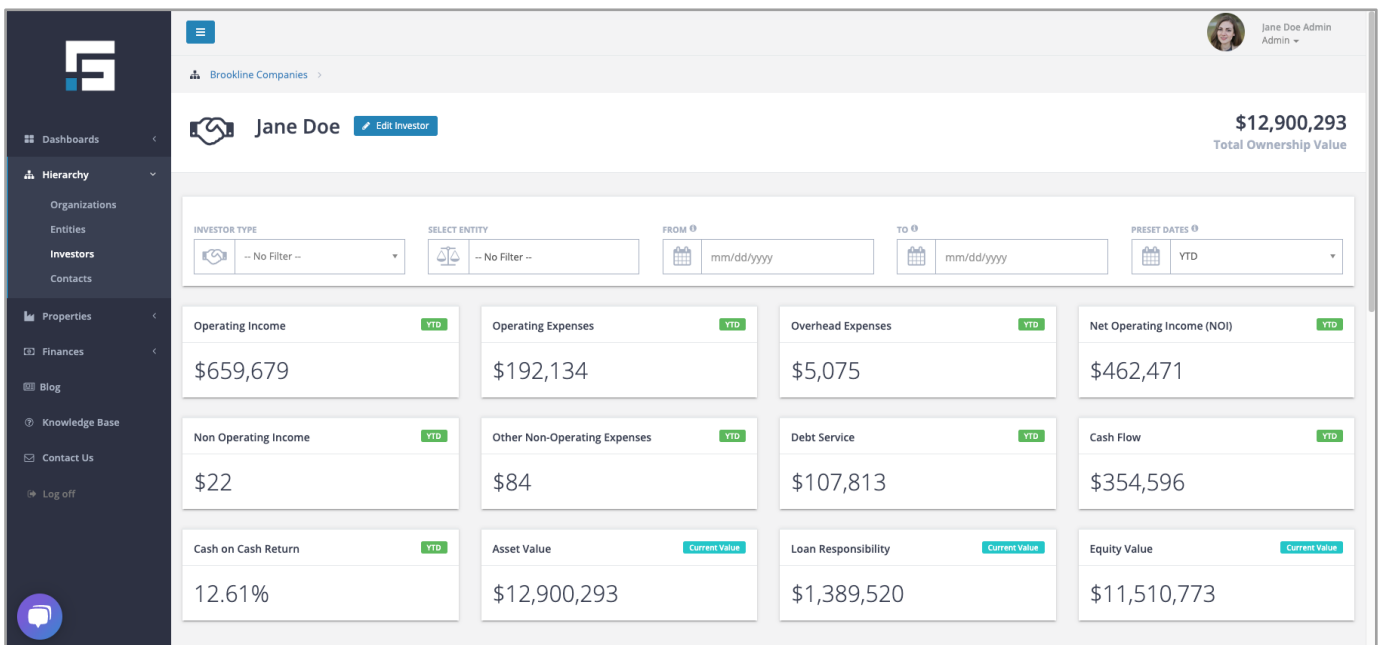 Jane Doe Admin
Admin
Brookline Companies
Jane Doe
Edit Investor
$12,900,293
Total Ownership Value
Dashboards
Hierarchy
Organizations
Entities
Investors
Contacts
Properties
Finances
Blog
Knowledge Base
Contact Us
Log off
INVESTOR TYPE
-- No Filter --
SELECT ENTITY
-- No Filter --
FROM
mm/dd/yyyy
TO
mm/dd/yyyy
PRESET DATES
YTD
Operating Income YTD
$659,679
Operating Expenses YTD
$192,134
Overhead Expenses YTD
$5,075
Net Operating Income (NOI) YTD
$462,471
Non Operating Income YTD
$22
Other Non-Operating Expenses YTD
$84
Debt Service YTD
$107,813
Cash Flow YTD
$354,596
Cash on Cash Return YTD
12.61%
Asset Value Current Value
$12,900,293
Loan Responsibility Current Value
$1,389,520
Equity Value Current Value
$11,510,773